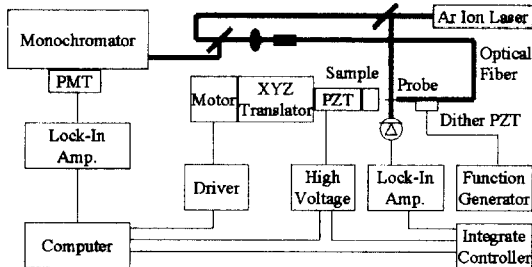 Ar Ion Laser
Monochromator
Optical
Fiber
PMT
Motor
XYZ
Translator
PZT
Sample
Probe
Dither PZT
Lock-In
Amp.
Driver
High
Voltage
Lock-In
Amp.
Function
Generator
Computer
Integrate
Controller